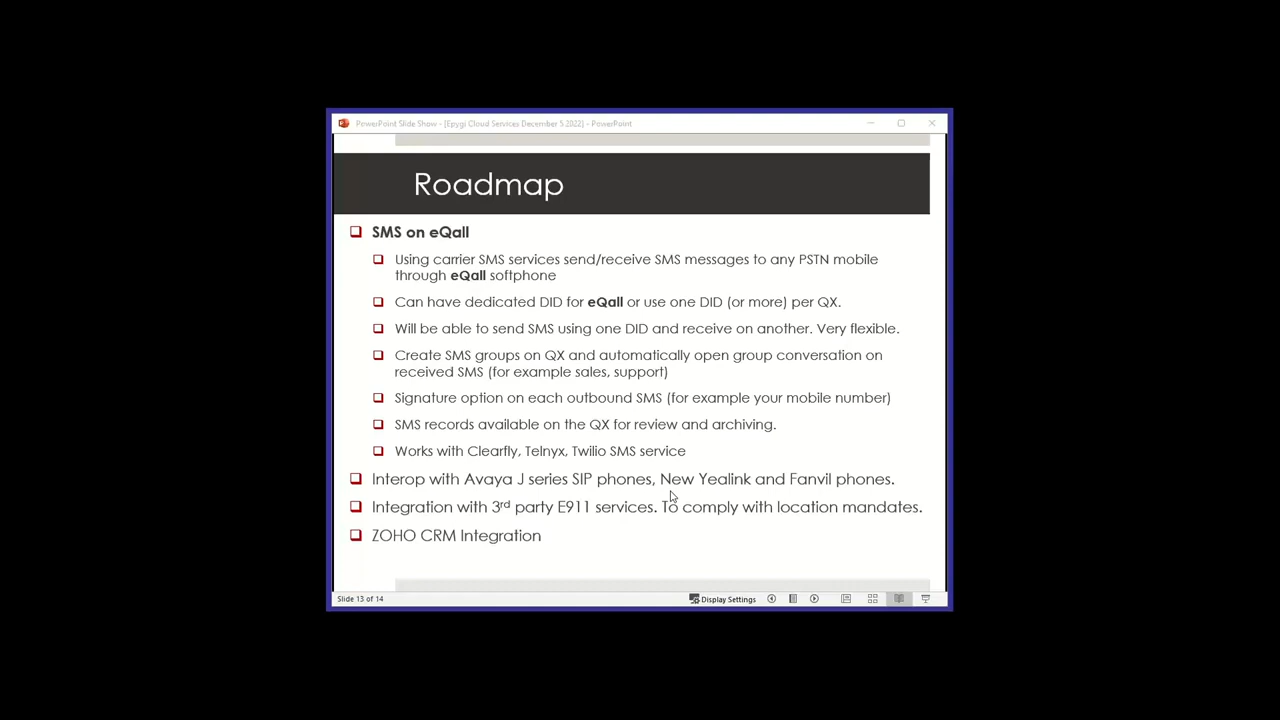 PowerPoint Slide Show - [Epygi Cloud Services December 5 2022] - PowerPoint
Roadmap
SMS on eQall
Using carrier SMS services send/receive SMS messages to any PSTN mobile
through eQall softphone
Can have dedicated DID for eQall or use one DID (or more) per QX.
Will be able to send SMS using one DID and receive on another. Very flexible.
Create SMS groups on QX and automatically open group conversation on
received SMS (for example sales, support)
Signature option on each outbound SMS (for example your mobile number)
SMS records available on the QX for review and archiving.
Works with Clearfly, Telnyx, Twilio SMS service
Interop with Avaya J series SIP phones, New Yealink and Fanvil phones.
Integration with 3rd party E911 services. To comply with location mandates.
ZOHO CRM Integration
Slide 13 of 14
Display Settings